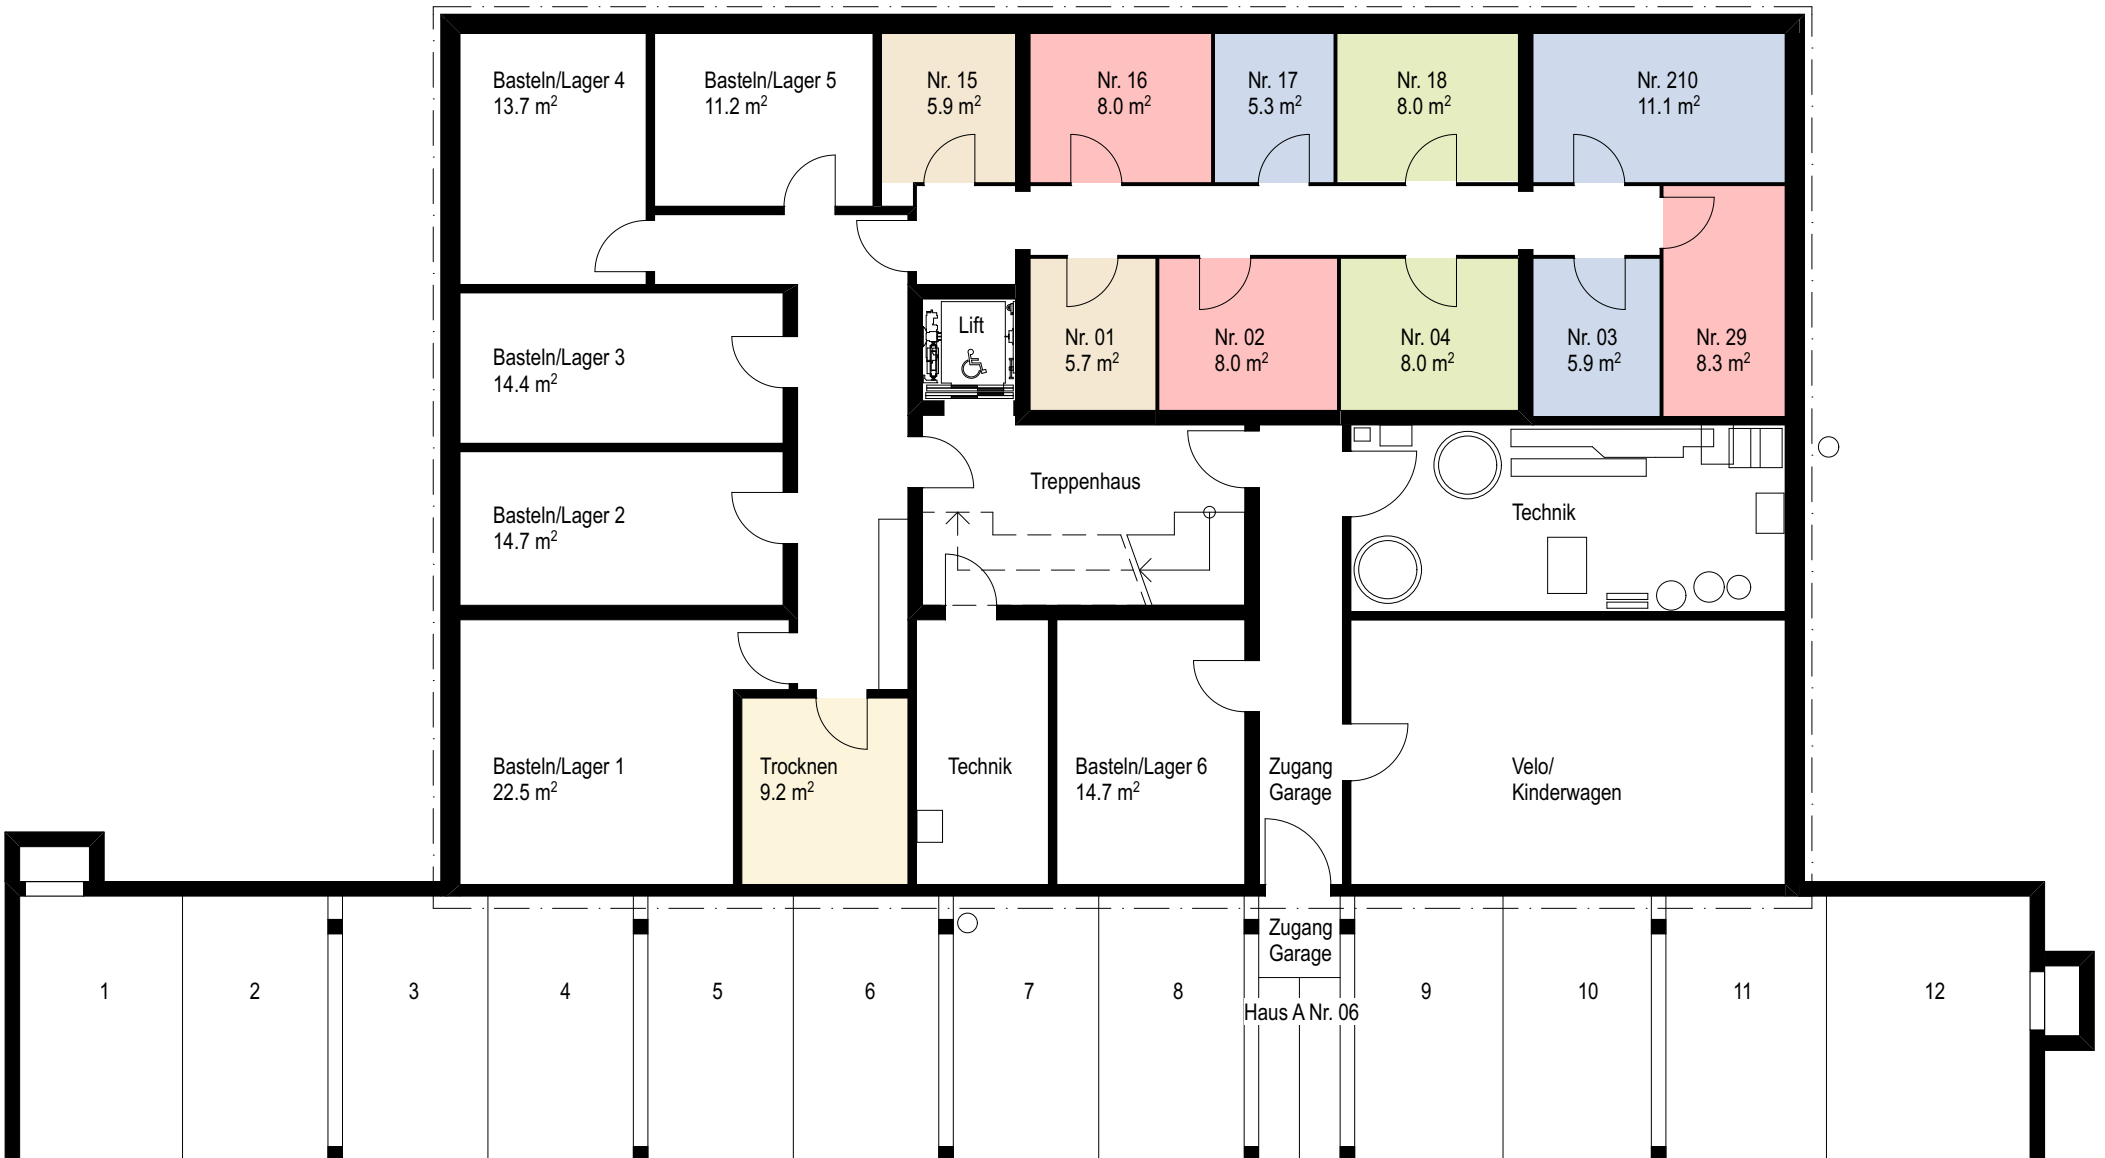 Basteln/Lager 4
13.7 m²
Basteln/Lager 5
11.2 m²
Nr. 15
5.9 m²
Nr. 16
8.0 m²
Nr. 17
5.3 m²
Nr. 18
8.0 m²
Nr. 210
11.1 m²
Basteln/Lager 3
14.4 m²
Lift
Nr. 01
5.7 m²
Nr. 02
8.0 m²
Nr. 04
8.0 m²
Nr. 03
5.9 m²
Nr. 29
8.3 m²
Basteln/Lager 2
14.7 m²
Treppenhaus
Technik
Basteln/Lager 1
22.5 m²
Trocknen
9.2 m²
Technik
Basteln/Lager 6
14.7 m²
Zugang
Garage
Velo/
Kinderwagen
Zugang
Garage
1
2
3
4
5
6
7
8
9
10
11
12
Haus A Nr. 06